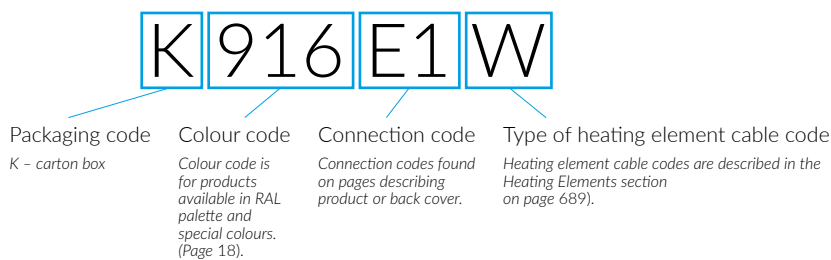 K916E1W
Packaging code
K – carton box
Colour code
Colour code is
for products
available in RAL
palette and
special colours.
(Page 18).
Connection code
Connection codes found
on pages describing
product or back cover.
Type of heating element cable code
Heating element cable codes are described in the
Heating Elements section
on page 689).